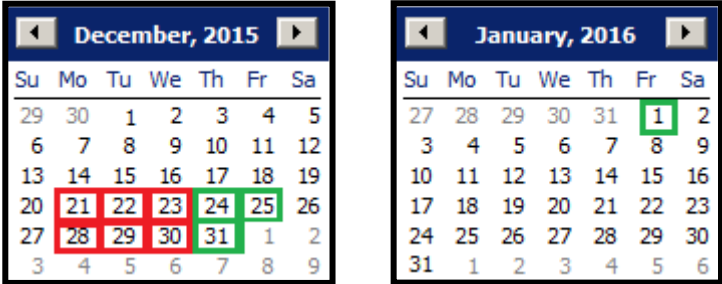 December, 2015
Su Mo Tu We Th Fr Sa
29 30 1 2 3 4 5
6 7 8 9 10 11 12
13 14 15 16 17 18 19
20 21 22 23 24 25 26
27 28 29 30 31 1 2
3 4 5 6 7 8 9
January, 2016
Su Mo Tu We Th Fr Sa
27 28 29 30 31 1 2
3 4 5 6 7 8 9
10 11 12 13 14 15 16
17 18 19 20 21 22 23
24 25 26 27 28 29 30
31 1 2 3 4 5 6